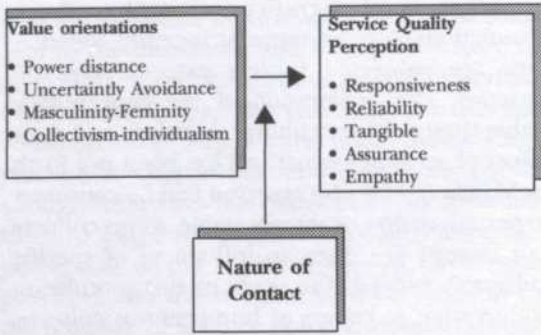 Value orientations
• Power distance
• Uncertaintly Avoidance
• Masculinity-Feminity
• Collectivism-individualism
Service Quality
Perception
• Responsiveness
• Reliability
• Tangible
• Assurance
• Empathy
Nature of
Contact